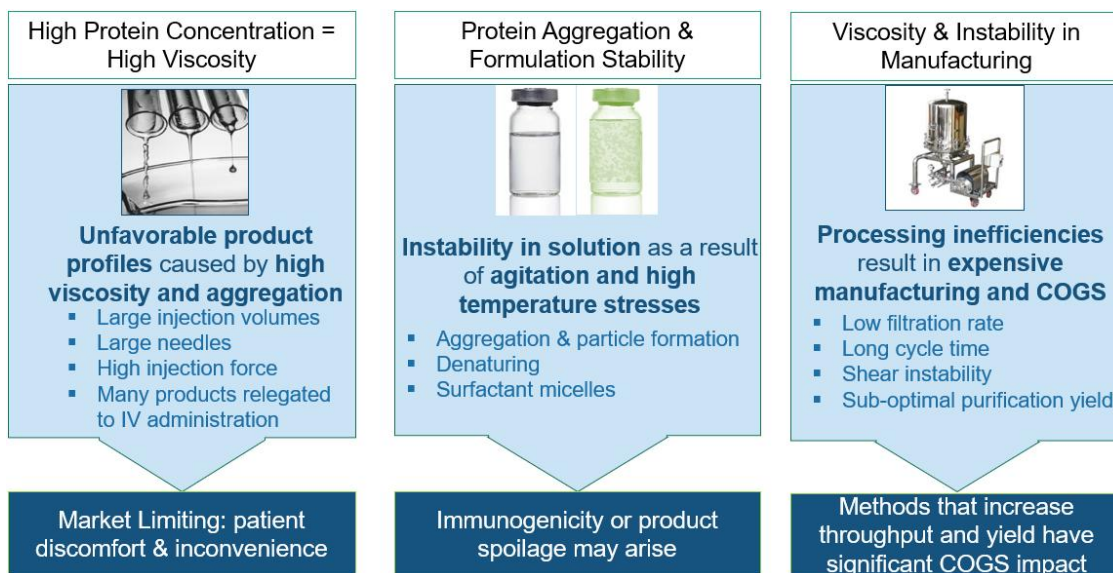 High Protein Concentration =
High Viscosity
Unfavorable product
profiles caused by high
viscosity and aggregation
▪ Large injection volumes
▪ Large needles
▪ High injection force
▪ Many products relegated
to IV administration
Market Limiting: patient
discomfort & inconvenience
Protein Aggregation &
Formulation Stability
Instability in solution as a result
of agitation and high
temperature stresses
▪ Aggregation & particle formation
▪ Denaturing
▪ Surfactant micelles
Immunogenicity or product
spoilage may arise
Viscosity & Instability in
Manufacturing
Processing inefficiencies
result in expensive
manufacturing and COGS
▪ Low filtration rate
▪ Long cycle time
▪ Shear instability
▪ Sub-optimal purification yield
Methods that increase
throughput and yield have
significant COGS impact